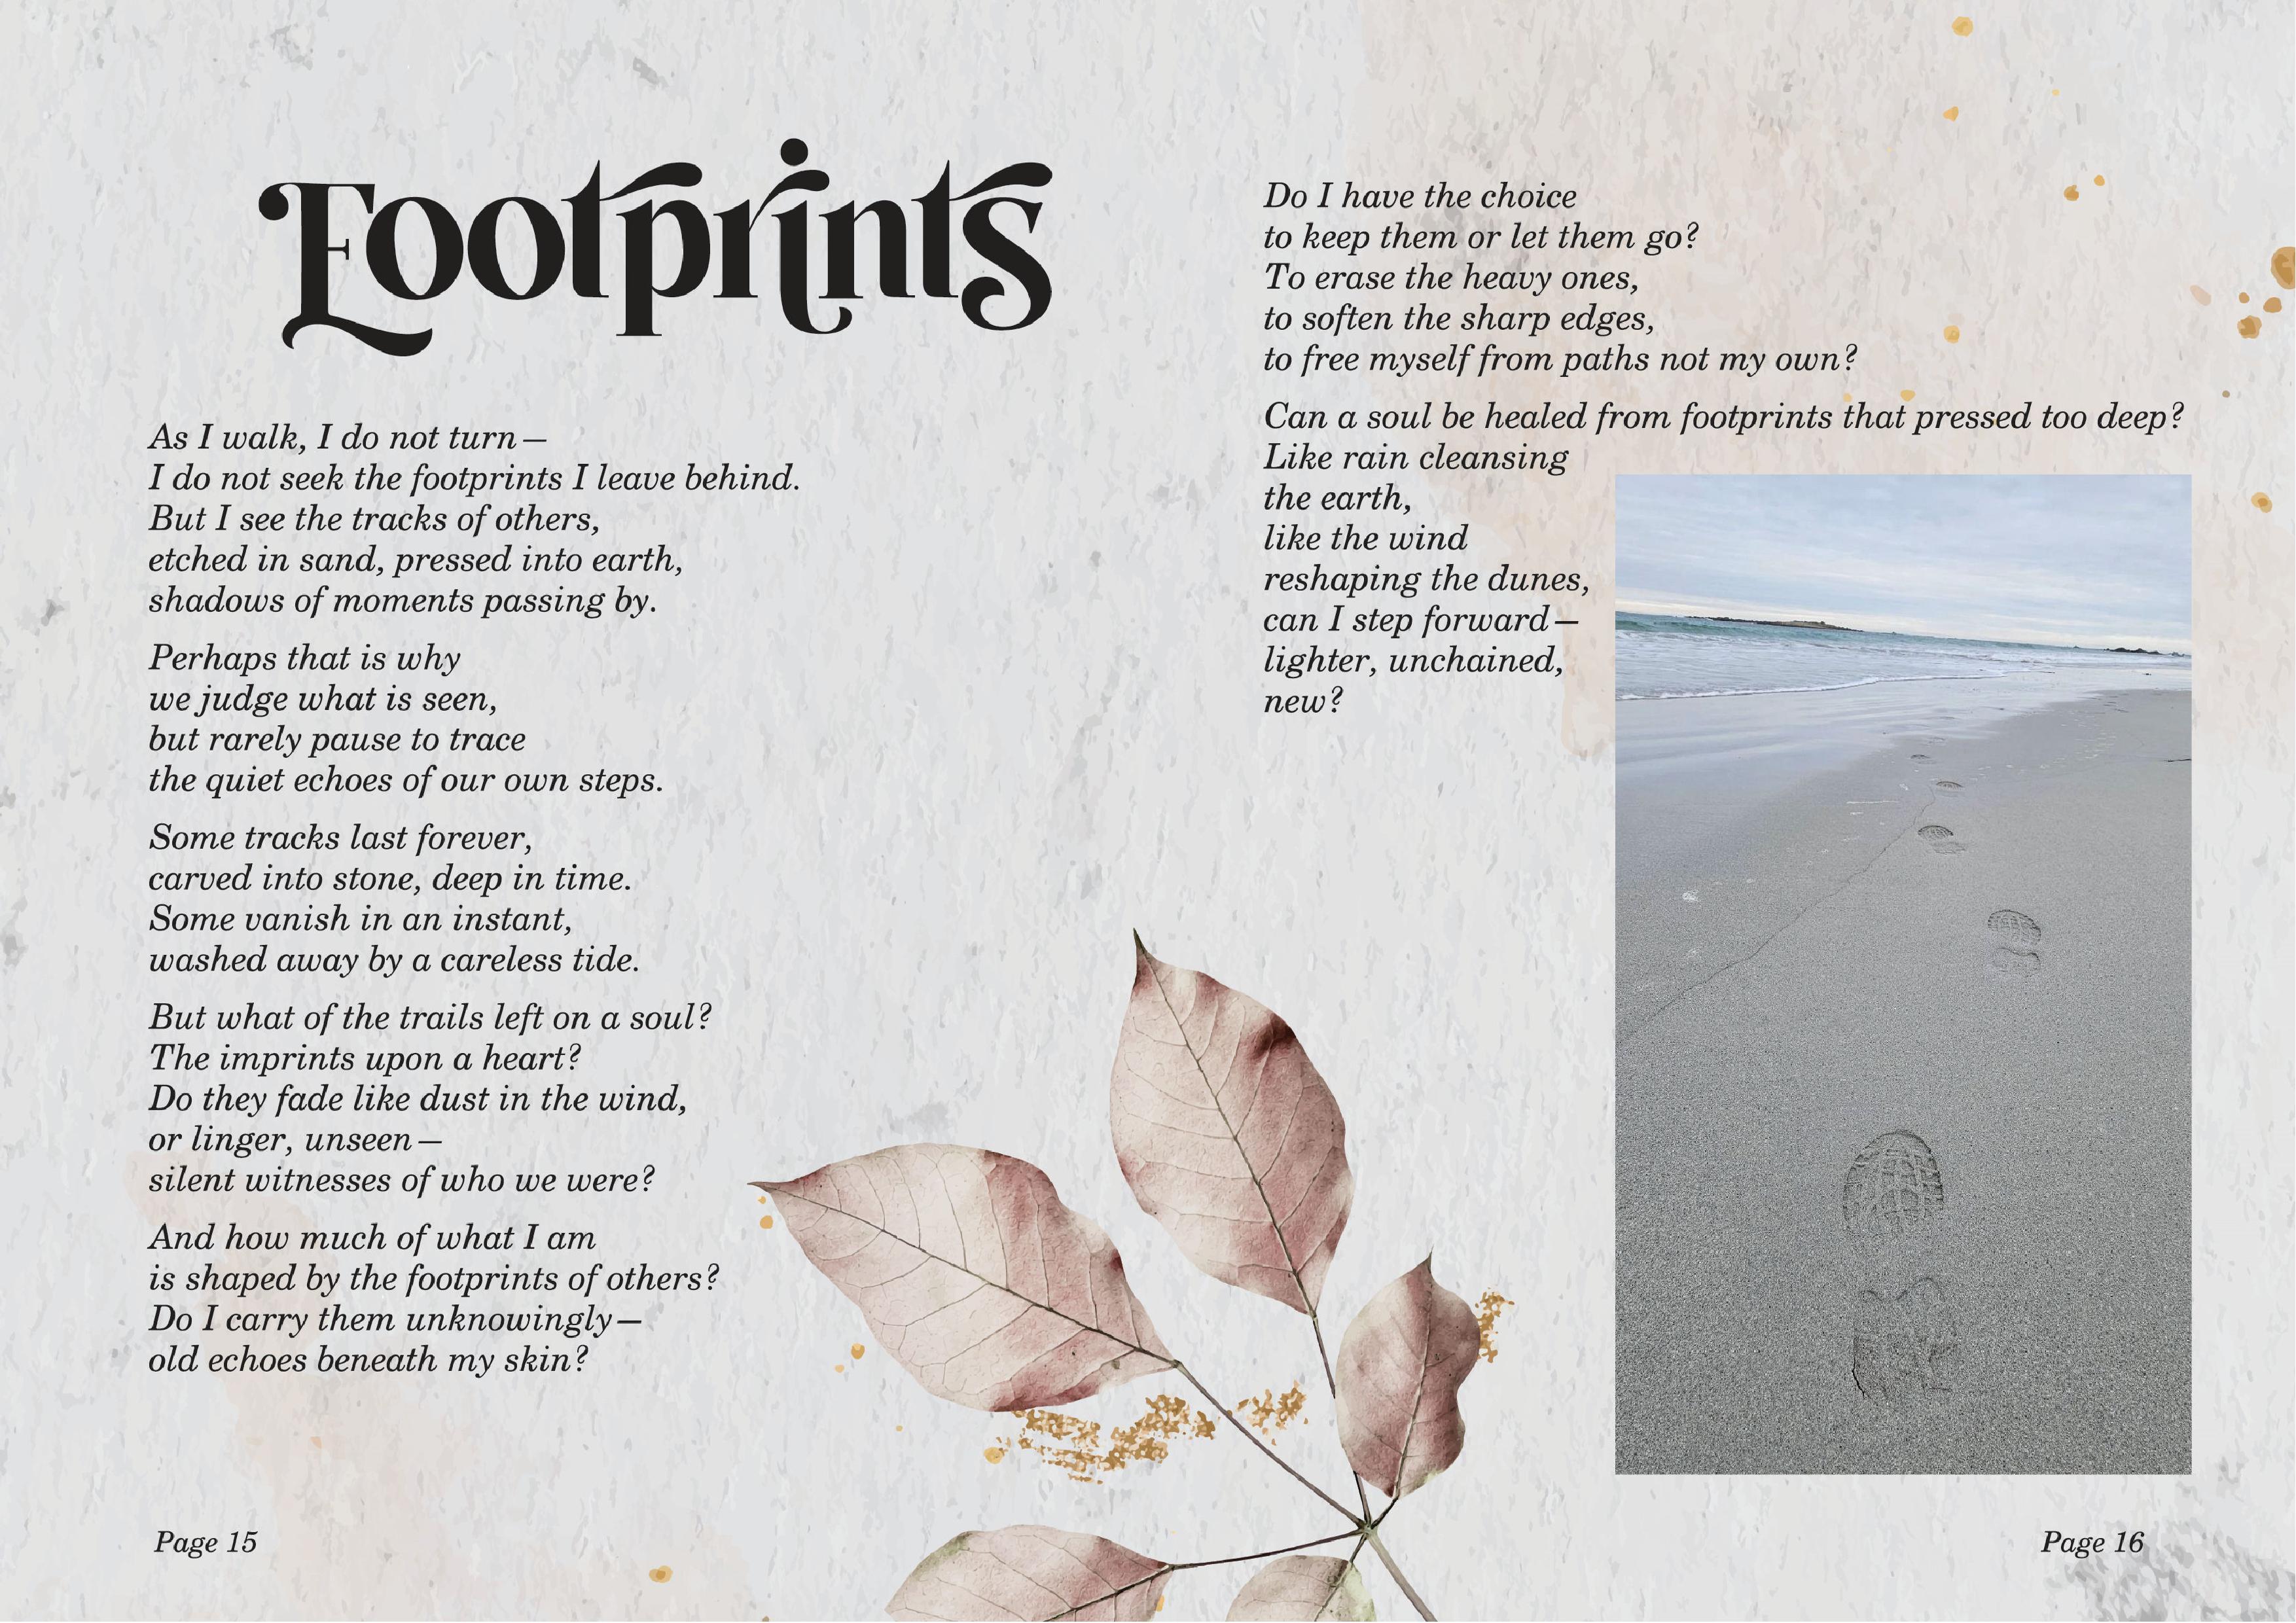 Footprints
As I walk, I do not turn—
I do not seek the footprints I leave behind.
But I see the tracks of others,
etched in sand, pressed into earth,
shadows of moments passing by.
Perhaps that is why
we judge what is seen,
but rarely pause to trace
the quiet echoes of our own steps.
Some tracks last forever,
carved into stone, deep in time.
Some vanish in an instant,
washed away by a careless tide.
But what of the trails left on a soul?
The imprints upon a heart?
Do they fade like dust in the wind,
or linger, unseen—
silent witnesses of who we were?
And how much of what I am
is shaped by the footprints of others?
Do I carry them unknowingly—
old echoes beneath my skin?
Page 15
Do I have the choice
to keep them or let them go?
To erase the heavy ones,
to soften the sharp edges,
to free myself from paths not my own?
Can a soul be healed from footprints that pressed too deep?
Like rain cleansing
the earth,
like the wind
reshaping the dunes,
can I step forward—
lighter, unchained,
new?
Page 16